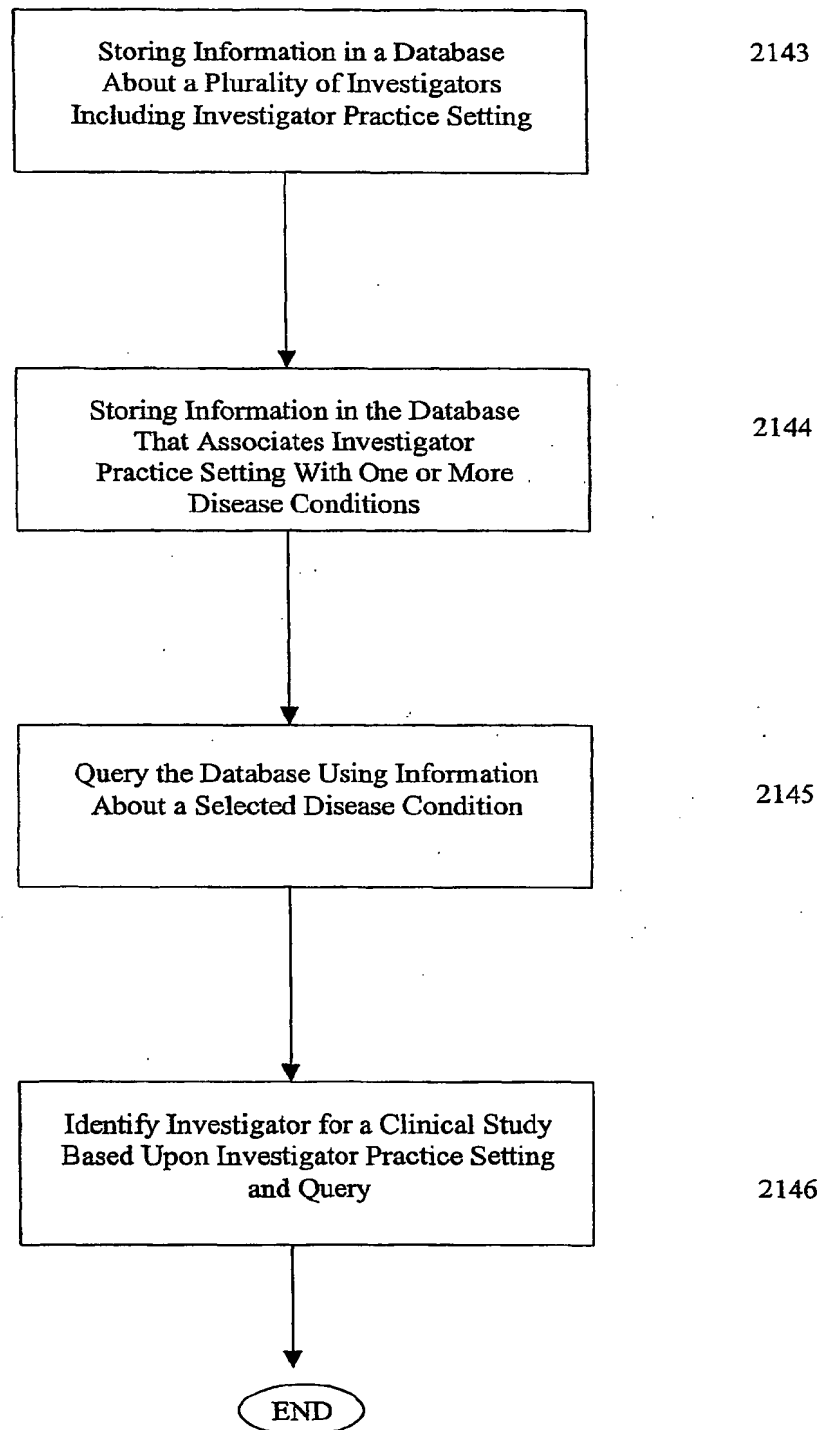 Storing Information in a Database
About a Plurality of Investigators
Including Investigator Practice Setting
2143
Storing Information in the Database
That Associates Investigator
Practice Setting With One or More
Disease Conditions
2144
Query the Database Using Information
About a Selected Disease Condition
2145
Identify Investigator for a Clinical Study
Based Upon Investigator Practice Setting
and Query
2146
END